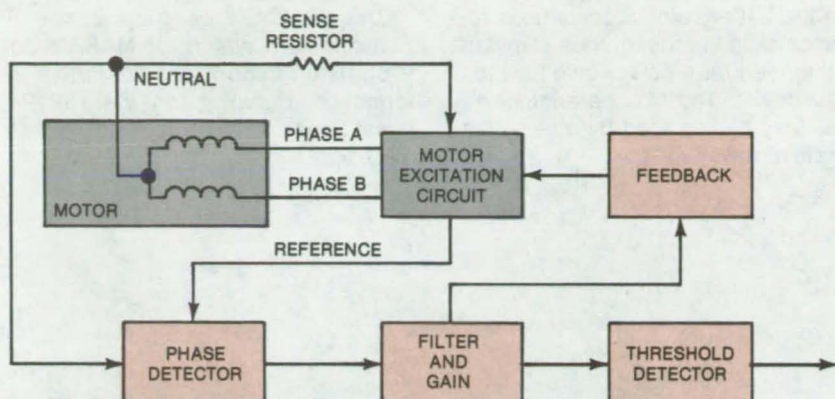 SENSE
RESISTOR
NEUTRAL
PHASE A
PHASE B
MOTOR
MOTOR
EXCITATION
CIRCUIT
FEEDBACK
REFERENCE
PHASE
DETECTOR
FILTER
AND
GAIN
THRESHOLD
DETECTOR